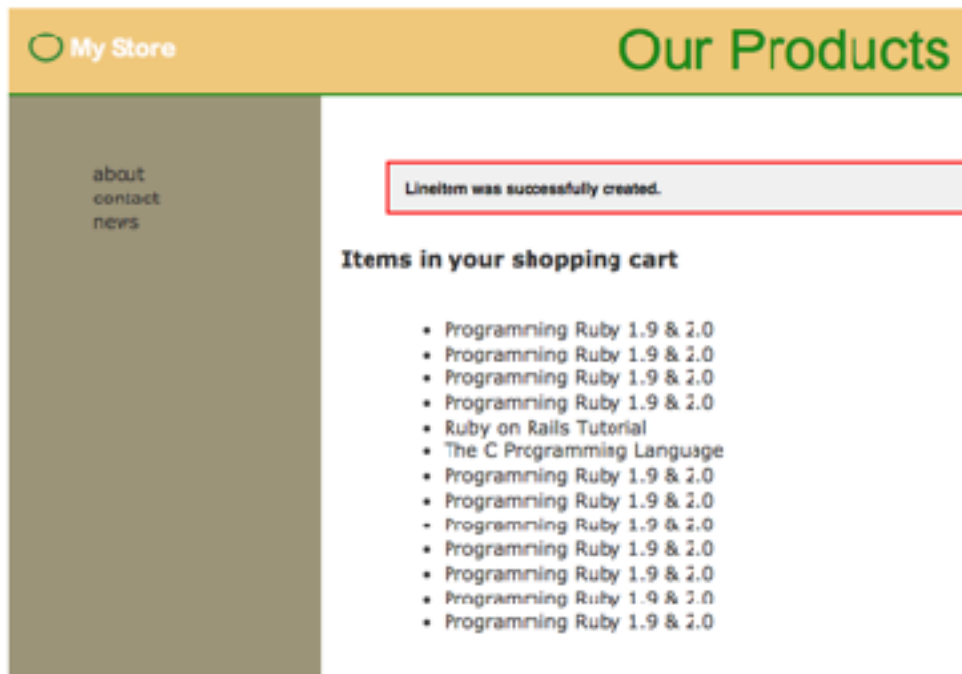 My Store
Our Products
about
contact
news
Lineitem was successfully created.
Items in your shopping cart
• Programming Ruby 1.9 & 2.0
• Programming Ruby 1.9 & 2.0
• Programming Ruby 1.9 & 2.0
• Programming Ruby 1.9 & 2.0
• Ruby on Rails Tutorial
• The C Programming Language
• Programming Ruby 1.9 & 2.0
• Programming Ruby 1.9 & 2.0
• Programming Ruby 1.9 & 2.0
• Programming Ruby 1.9 & 2.0
• Programming Ruby 1.9 & 2.0
• Programming Ruby 1.9 & 2.0
• Programming Ruby 1.9 & 2.0